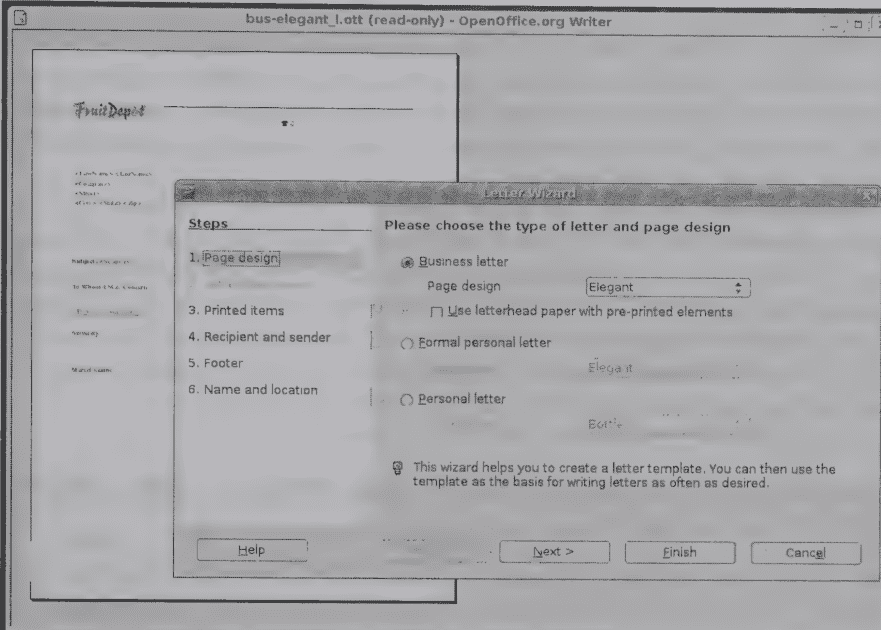 bus-elegant_l.ott (read-only) - OpenOffice.org Writer
FruitDepot
Letter Wizard
Steps
Please choose the type of letter and page design
1. Page design
Business letter
Page design
Elegant
3. Printed items
Use letterhead paper with pre-printed elements
4. Recipient and sender
Formal personal letter
5. Footer
Elegant
6. Name and location
Personal letter
This wizard helps you to create a letter template. You can then use the
template as the basis for writing letters as often as desired.
Help
Next >
Finish
Cancel